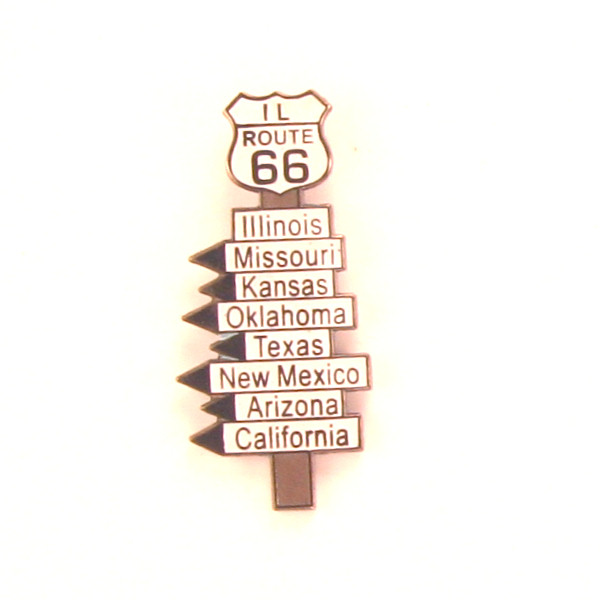 IL
ROUTE
66
Illinois
Missouri
Kansas
Oklahoma
Texas
New Mexico
Arizona
California